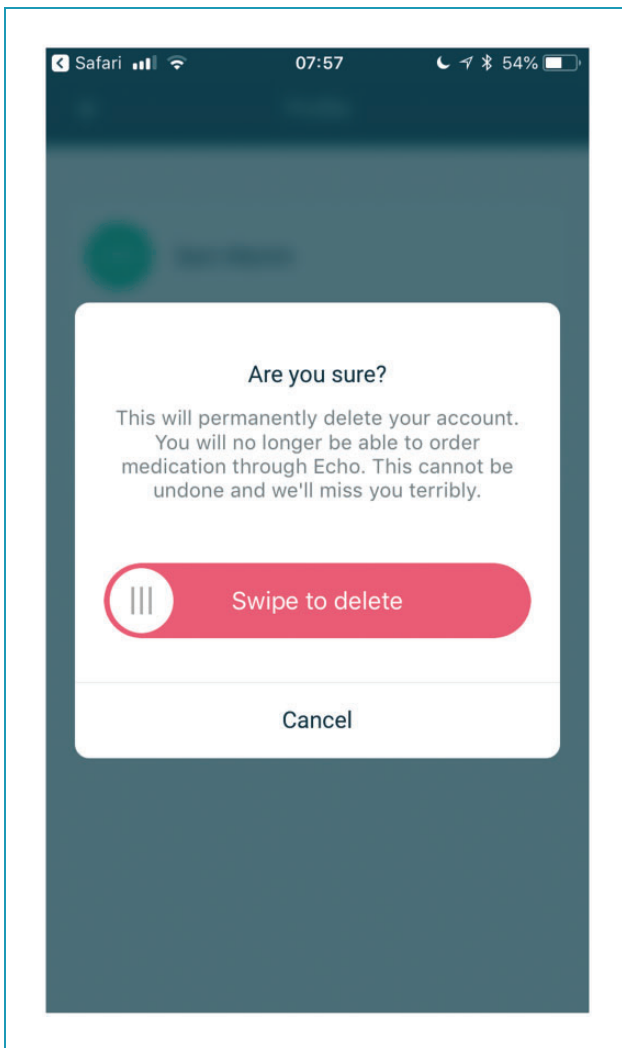 Safari 07:57 54%
Are you sure?
This will permanently delete your account.
You will no longer be able to order
medication through Echo. This cannot be
undone and we'll miss you terribly.
Swipe to delete
Cancel